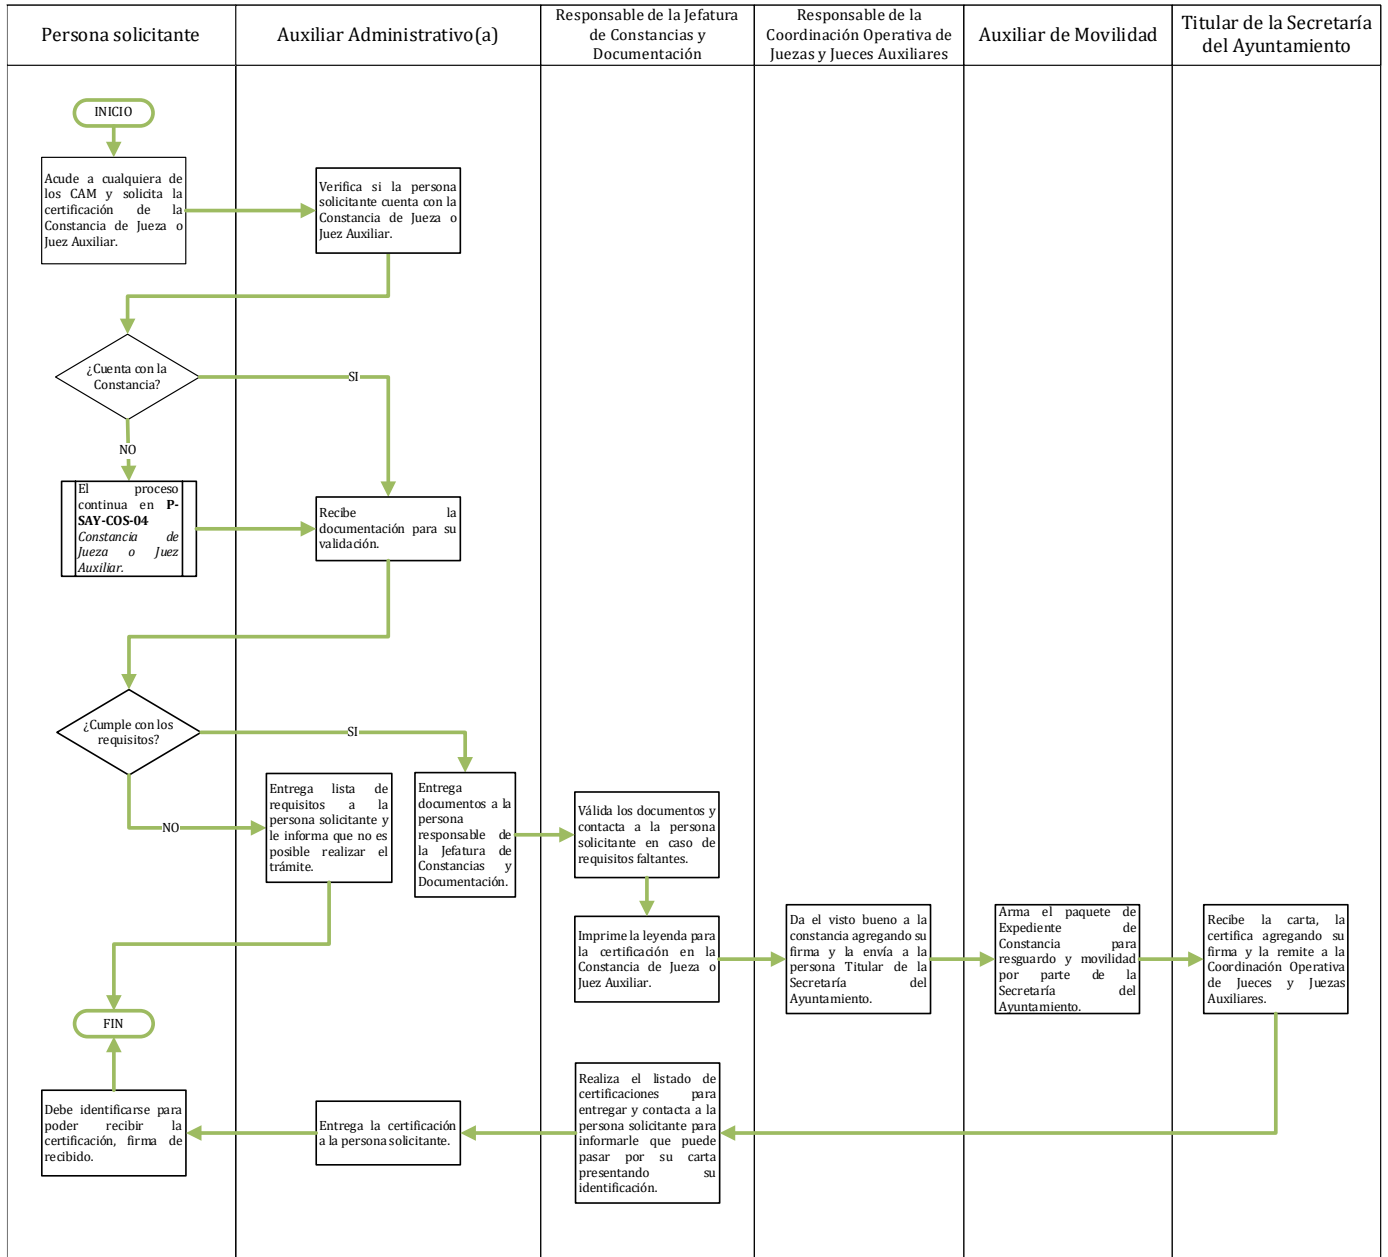 Persona solicitante
Auxiliar Administrativo(a)
Responsable de la Jefatura
de Constancias y
Documentación
Responsable de la
Coordinación Operativa de
Juezas y Jueces Auxiliares
Auxiliar de Movilidad
Titular de la Secretaría
del Ayuntamiento
INICIO
Acude a cualquiera de
los CAM y solicita la
certificación de la
Constancia de Jueza o
Juez Auxiliar.
Verifica si la persona
solicitante cuenta con la
Constancia de Jueza o
Juez Auxiliar.
¿Cuenta con la
Constancia?
SI
NO
El proceso
continua en P-
SAY-COS-04
Constancia de
Jueza o Juez
Auxiliar.
Recibe la
documentación para su
validación.
¿Cumple con los
requisitos?
SI
NO
Entrega lista de
requisitos a la
persona solicitante y
le informa que no es
posible realizar el
trámite.
Entrega
documentos a la
persona
responsable de
la Jefatura de
Constancias y
Documentación.
Válida los documentos y
contacta a la persona
solicitante en caso de
requisitos faltantes.
Imprime la leyenda para
la certificación en la
Constancia de Jueza o
Juez Auxiliar.
Da el visto bueno a la
constancia agregando su
firma y la envía a la
persona Titular de la
Secretaría del
Ayuntamiento.
Arma el paquete de
Expediente de
Constancia para
resguardo y movilidad
por parte de la
Secretaría del
Ayuntamiento.
Recibe la carta, la
certifica agregando su
firma y la remite a la
Coordinación Operativa
de Jueces y Juezas
Auxiliares.
FIN
Debe identificarse para
poder recibir la
certificación, firma de
recibido.
Entrega la certificación
a la persona solicitante.
Realiza el listado de
certificaciones para
entregar y contacta a la
persona solicitante para
informarle que puede
pasar por su carta
presentando su
identificación.